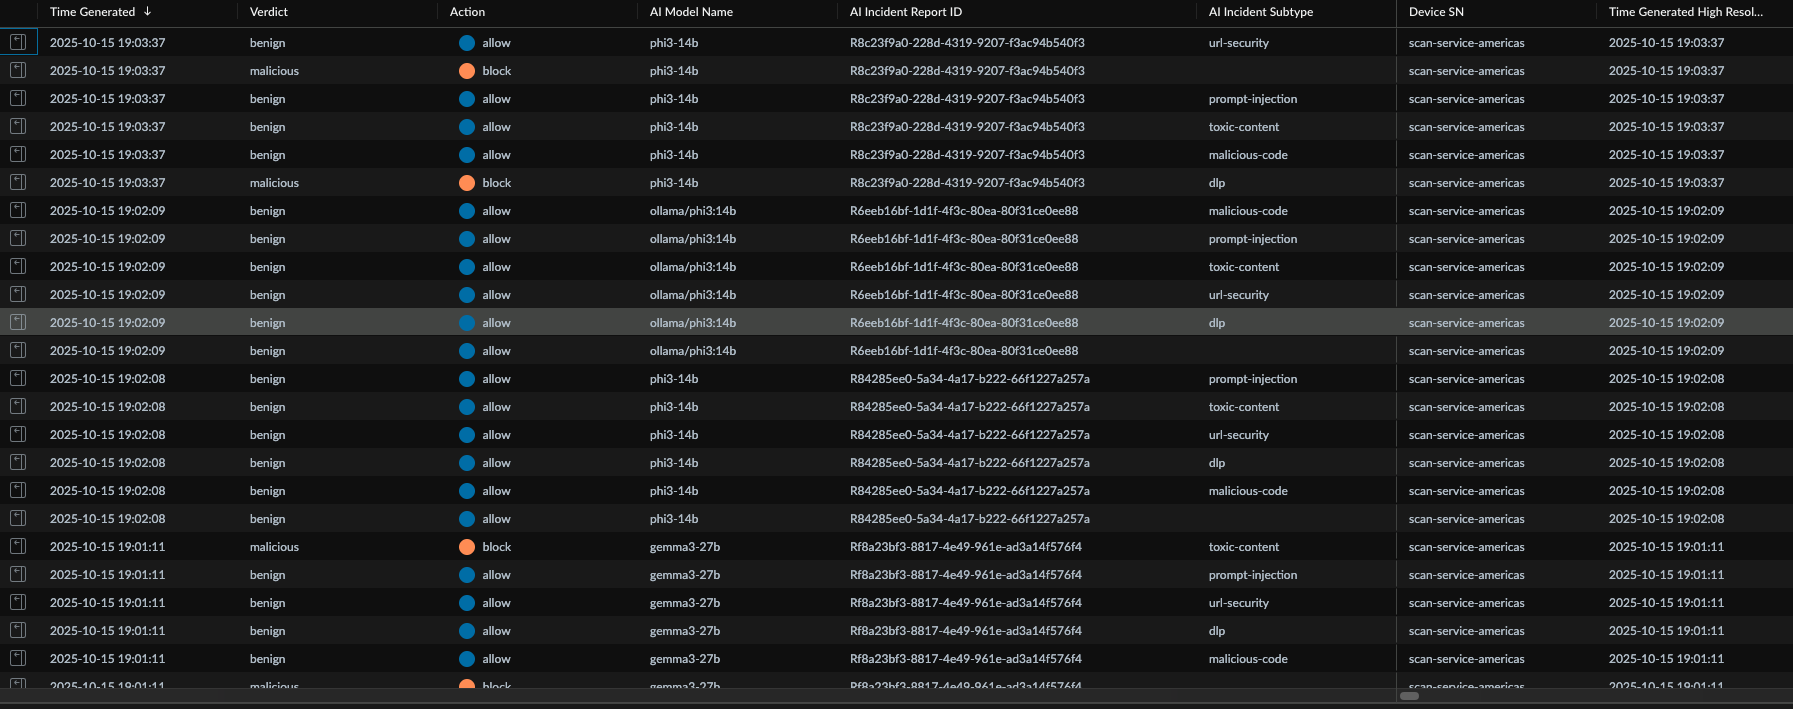 Time Generated ↓ Verdict Action AI Model Name AI Incident Report ID AI Incident Subtype Device SN Time Generated High Resol...
2025-10-15 19:03:37 benign allow phi3-14b R8c23f9a0-228d-4319-9207-f3ac94b540f3 url-security scan-service-americas 2025-10-15 19:03:37
2025-10-15 19:03:37 malicious block phi3-14b R8c23f9a0-228d-4319-9207-f3ac94b540f3 scan-service-americas 2025-10-15 19:03:37
2025-10-15 19:03:37 benign allow phi3-14b R8c23f9a0-228d-4319-9207-f3ac94b540f3 prompt-injection scan-service-americas 2025-10-15 19:03:37
2025-10-15 19:03:37 benign allow phi3-14b R8c23f9a0-228d-4319-9207-f3ac94b540f3 toxic-content scan-service-americas 2025-10-15 19:03:37
2025-10-15 19:03:37 benign allow phi3-14b R8c23f9a0-228d-4319-9207-f3ac94b540f3 malicious-code scan-service-americas 2025-10-15 19:03:37
2025-10-15 19:03:37 malicious block phi3-14b R8c23f9a0-228d-4319-9207-f3ac94b540f3 dlp scan-service-americas 2025-10-15 19:03:37
2025-10-15 19:02:09 benign allow ollama/phi3:14b R6eeb16bf-1d1f-4f3c-80ea-80f31ce0ee88 malicious-code scan-service-americas 2025-10-15 19:02:09
2025-10-15 19:02:09 benign allow ollama/phi3:14b R6eeb16bf-1d1f-4f3c-80ea-80f31ce0ee88 prompt-injection scan-service-americas 2025-10-15 19:02:09
2025-10-15 19:02:09 benign allow ollama/phi3:14b R6eeb16bf-1d1f-4f3c-80ea-80f31ce0ee88 toxic-content scan-service-americas 2025-10-15 19:02:09
2025-10-15 19:02:09 benign allow ollama/phi3:14b R6eeb16bf-1d1f-4f3c-80ea-80f31ce0ee88 url-security scan-service-americas 2025-10-15 19:02:09
2025-10-15 19:02:09 benign allow ollama/phi3:14b R6eeb16bf-1d1f-4f3c-80ea-80f31ce0ee88 dlp scan-service-americas 2025-10-15 19:02:09
2025-10-15 19:02:09 benign allow ollama/phi3:14b R6eeb16bf-1d1f-4f3c-80ea-80f31ce0ee88 scan-service-americas 2025-10-15 19:02:09
2025-10-15 19:02:08 benign allow phi3-14b R84285ee0-5a34-4a17-b222-66f1227a257a prompt-injection scan-service-americas 2025-10-15 19:02:08
2025-10-15 19:02:08 benign allow phi3-14b R84285ee0-5a34-4a17-b222-66f1227a257a toxic-content scan-service-americas 2025-10-15 19:02:08
2025-10-15 19:02:08 benign allow phi3-14b R84285ee0-5a34-4a17-b222-66f1227a257a url-security scan-service-americas 2025-10-15 19:02:08
2025-10-15 19:02:08 benign allow phi3-14b R84285ee0-5a34-4a17-b222-66f1227a257a dlp scan-service-americas 2025-10-15 19:02:08
2025-10-15 19:02:08 benign allow phi3-14b R84285ee0-5a34-4a17-b222-66f1227a257a malicious-code scan-service-americas 2025-10-15 19:02:08
2025-10-15 19:02:08 benign allow phi3-14b R84285ee0-5a34-4a17-b222-66f1227a257a scan-service-americas 2025-10-15 19:02:08
2025-10-15 19:01:11 malicious block gemma3-27b Rf8a23bf3-8817-4e49-961e-ad3a14f576f4 toxic-content scan-service-americas 2025-10-15 19:01:11
2025-10-15 19:01:11 benign allow gemma3-27b Rf8a23bf3-8817-4e49-961e-ad3a14f576f4 prompt-injection scan-service-americas 2025-10-15 19:01:11
2025-10-15 19:01:11 benign allow gemma3-27b Rf8a23bf3-8817-4e49-961e-ad3a14f576f4 url-security scan-service-americas 2025-10-15 19:01:11
2025-10-15 19:01:11 benign allow gemma3-27b Rf8a23bf3-8817-4e49-961e-ad3a14f576f4 dlp scan-service-americas 2025-10-15 19:01:11
2025-10-15 19:01:11 benign allow gemma3-27b Rf8a23bf3-8817-4e49-961e-ad3a14f576f4 malicious-code scan-service-americas 2025-10-15 19:01:11
2025-10-15 19:01:11 malicious block gemma3-27b Rf8a23bf3-8817-4e49-961e-ad3a14f576f4 scan-service-americas 2025-10-15 19:01:11